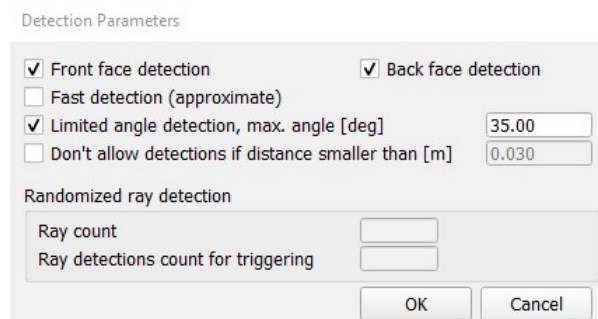 Detection Parameters
Front face detection Back face detection
Fast detection (approximate)
Limited angle detection, max. angle [deg] 35.00
Don't allow detections if distance smaller than [m] 0.030
Randomized ray detection
Ray count
Ray detections count for triggering
OK Cancel